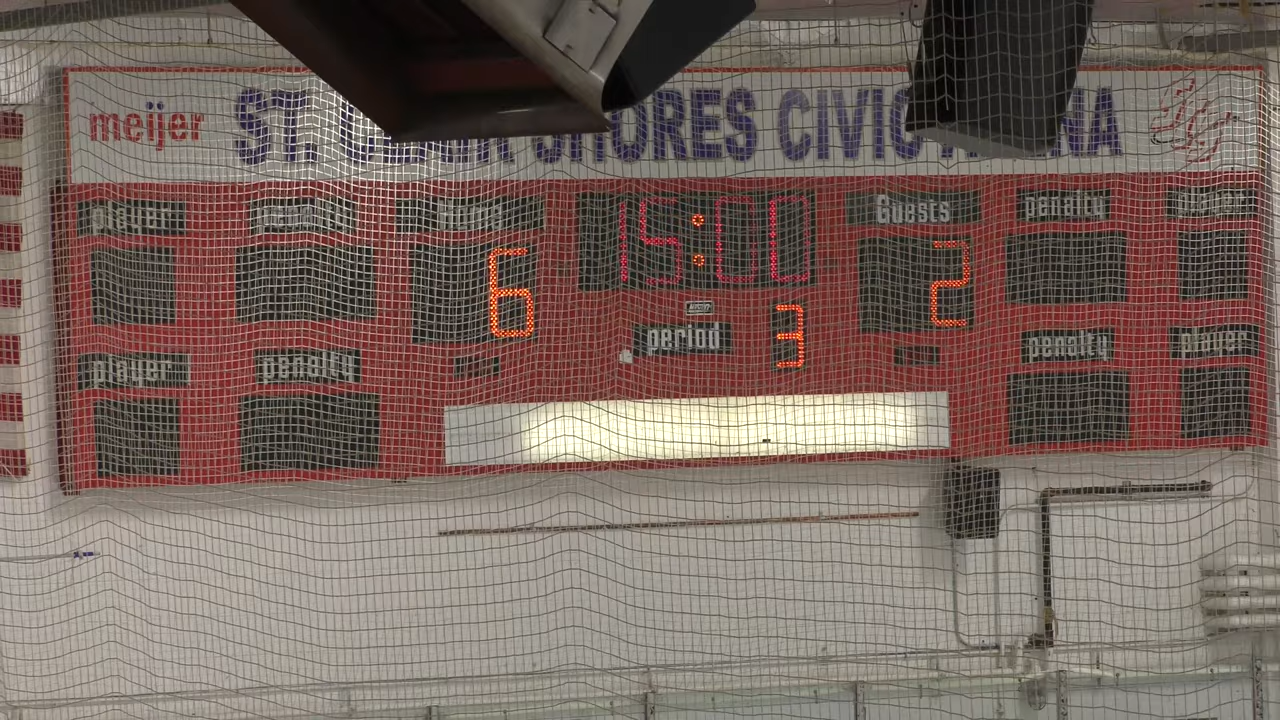 meijer ST. SHORES CIVIC
player penalty Home 15:00 Guests penalty player
6 2
period 3
player penalty penalty player